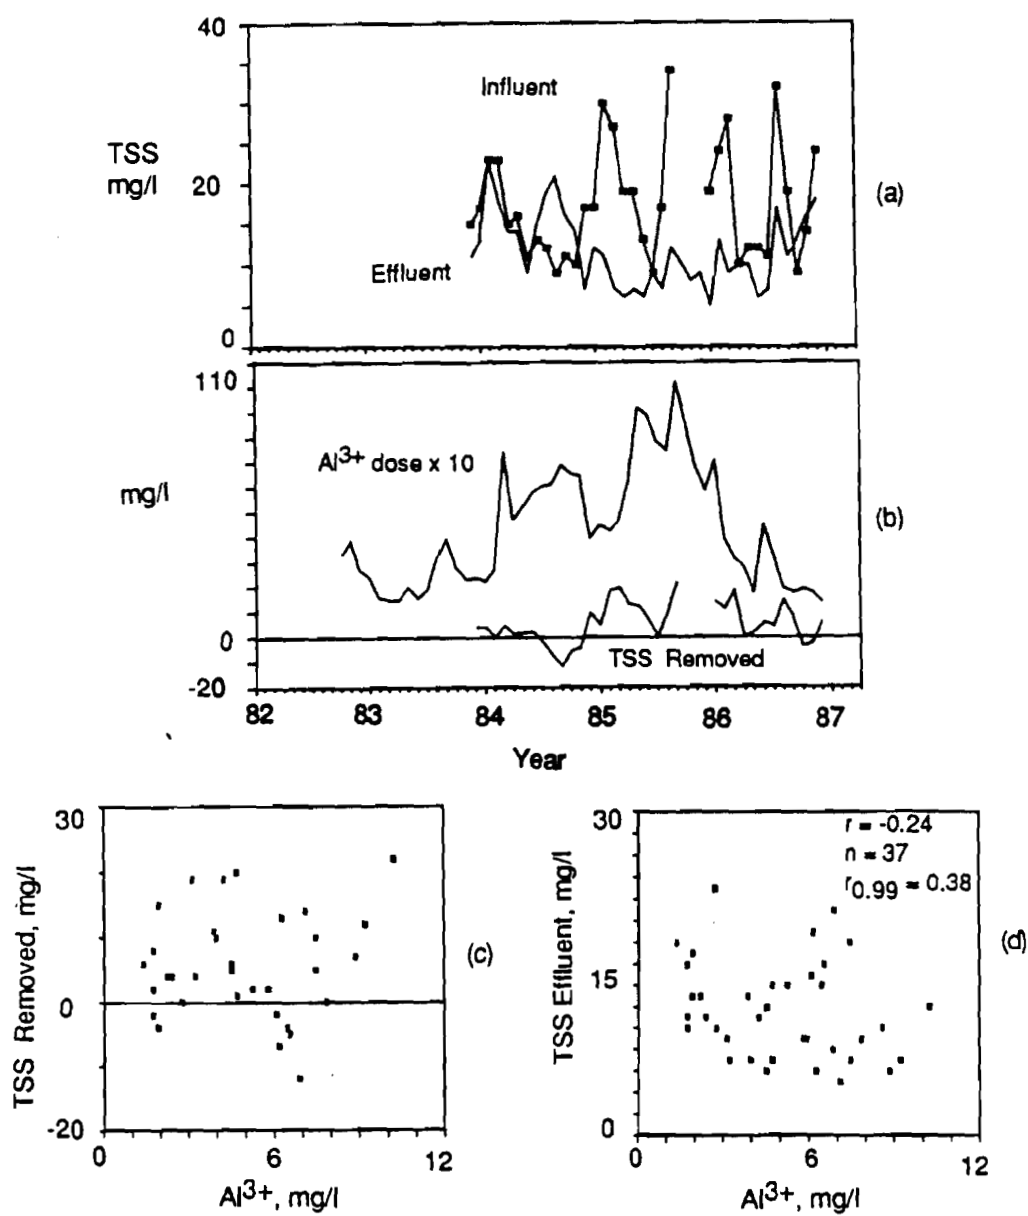 40
Influent
TSS
mg/l
20
(a)
Effluent
0
110
Al3+ dose x 10
mg/l
(b)
0
TSS Removed
-20
82 83 84 85 86 87
Year
30
TSS Removed, mg/l
(c)
0
-20
0 6 12
Al3+, mg/l
30
r = -0.24
n = 37
r0.99 = 0.38
TSS Effluent, mg/l
(d)
15
0
0 6 12
Al3+, mg/l